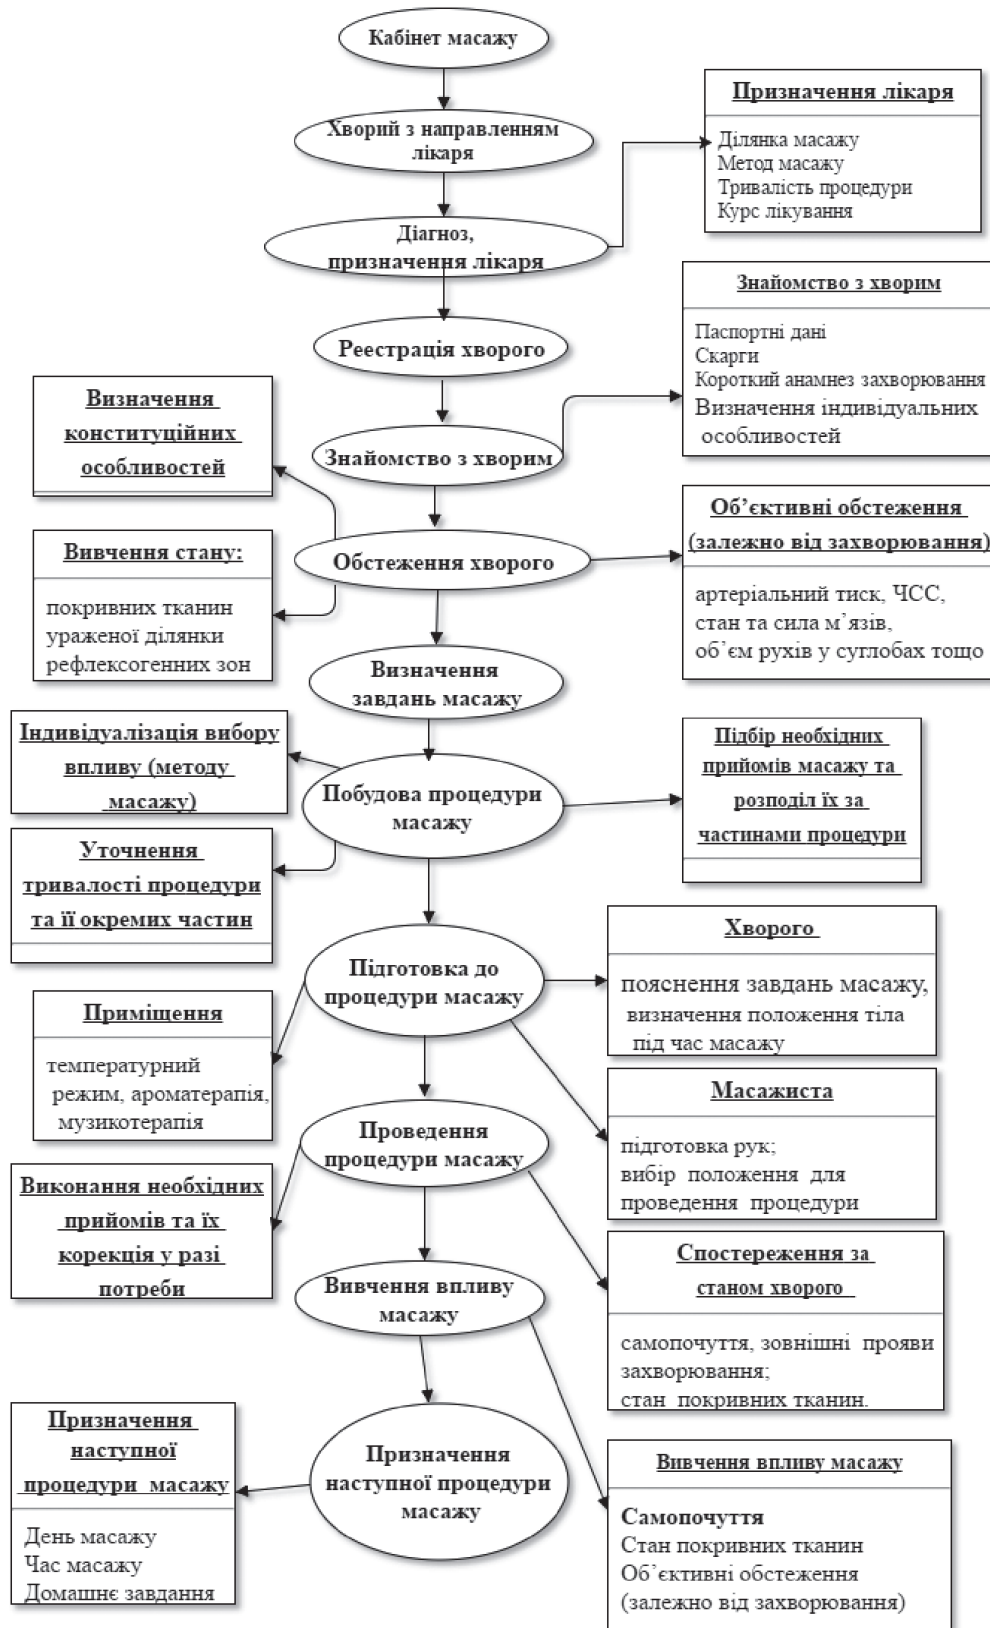 Кабінет масажу
Хворий з направленням
лікаря
Призначення лікаря
Ділянка масажу
Метод масажу
Тривалість процедури
Курс лікування
Діагноз,
призначення лікаря
Знайомство з хворим
Паспортні дані
Скарги
Короткий анамнез захворювання
Визначення індивідуальних
особливостей
Реестрація хворого
Визначення
конституційних
особливостей
Знайомство з хворим
Об’єктивні обстеження
(залежно від захворювання)
артеріальний тиск, ЧСС,
стан та сила м’язів,
об’єм рухів у суглобах тощо
Вивчення стану:
покривних тканин
ураженої ділянки
рефлексогенних зон
Обстеження хворого
Визначення
завдань масажу
Індивідуалізація вибору
впливу (методу
масажу)
Побудова процедури
масажу
Підбір необхідних
прийомів масажу та
розподіл їх за
частинами процедури
Уточнення
тривалості процедури
та її окремих частин
Підготовка до
процедури масажу
Хворого
пояснення завдань масажу,
визначення положення тіла
під час масажу
Приміщення
температурний
режим, ароматерапія,
музикотерапія
Масажиста
підготовка рук;
вибір положення для
проведення процедури
Проведення
процедури масажу
Виконання необхідних
прийомів та їх
корекція у разі
потреби
Спостереження за
станом хворого
самопочуття, зовнішні прояви
захворювання;
стан покривних тканин.
Вивчення впливу
масажу
Призначення
наступної
процедури масажу
День масажу
Час масажу
Домашнє завдання
Призначення
наступної процедури
масажу
Вивчення впливу масажу
Самопочуття
Стан покривних тканин
Об’єктивні обстеження
(залежно від захворювання)